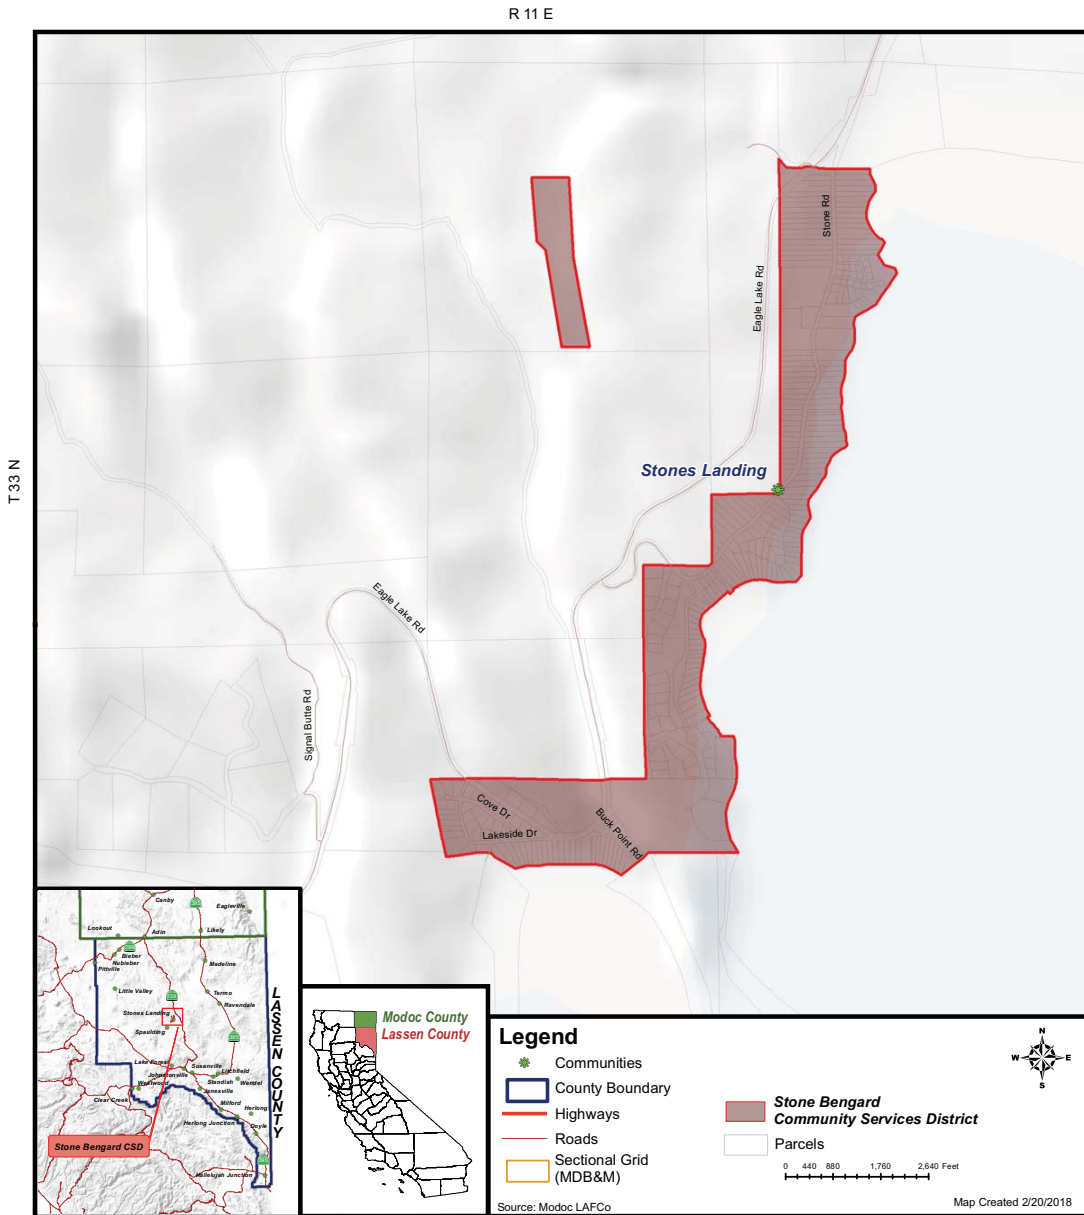 R 11 E
T 33 N
Stone Rd
Eagle Lake Rd
Stones Landing
Eagle Lake Rd
Signal Butte Rd
Cove Dr
Lakeside Dr
Buck Point Rd
Canby
Eagleville
Lookout
Adin
Likely
Bieber
Nubieber
Pittville
Madeline
Little Valley
Termo
Ravendale
Stones Landing
Spaulding
LASSEN COUNTY
Lake Forest
Susanville
Johnstonville
Litchfield
Standish
Wendel
Westwood
Janesville
Clear Creek
Milford
Herlong
Herlong Junction
Doyle
Stone Bengard CSD
Hallelujah Junction
Modoc County
Lassen County
Legend
Communities
County Boundary
Highways
Roads
Sectional Grid
(MDB&M)
Source: Modoc LAFCo
N
W
E
S
Stone Bengard
Community Services District
Parcels
0 440 880 1,760 2,640 Feet
Map Created 2/20/2018